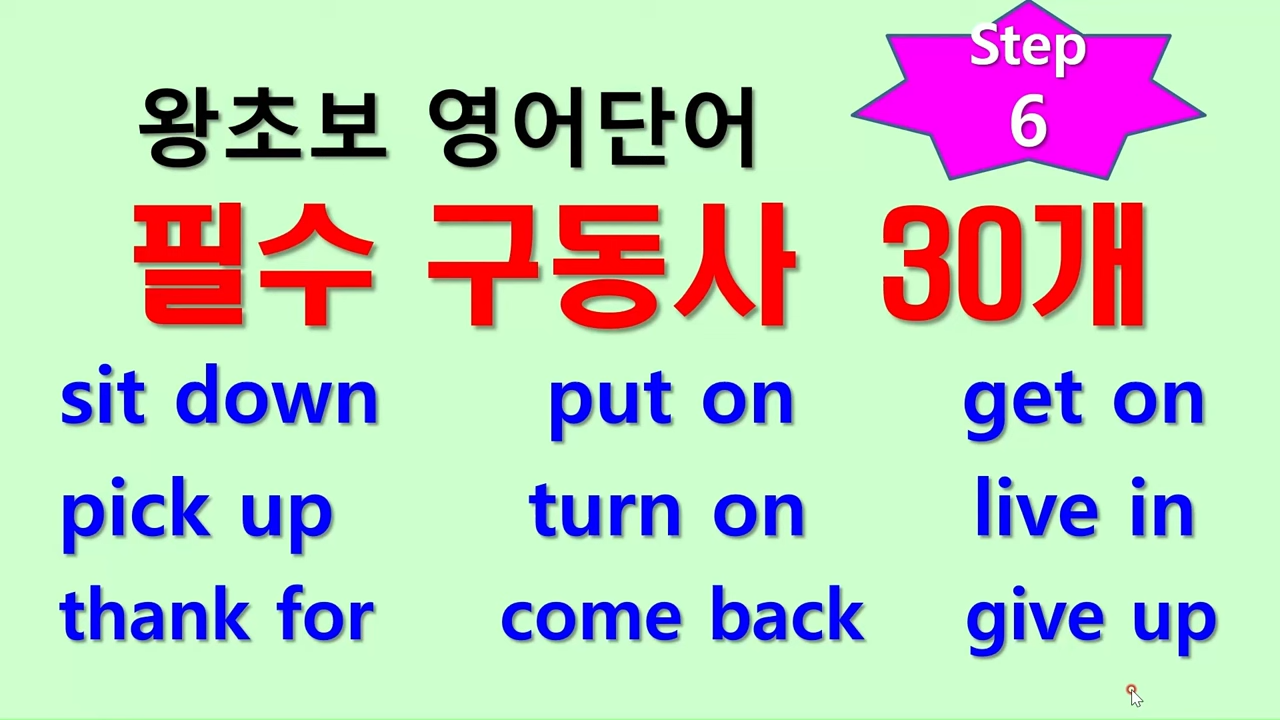 Step
6
왕초보 영어단어
필수 구동사 30개
sit down put on get on
pick up turn on live in
thank for come back give up